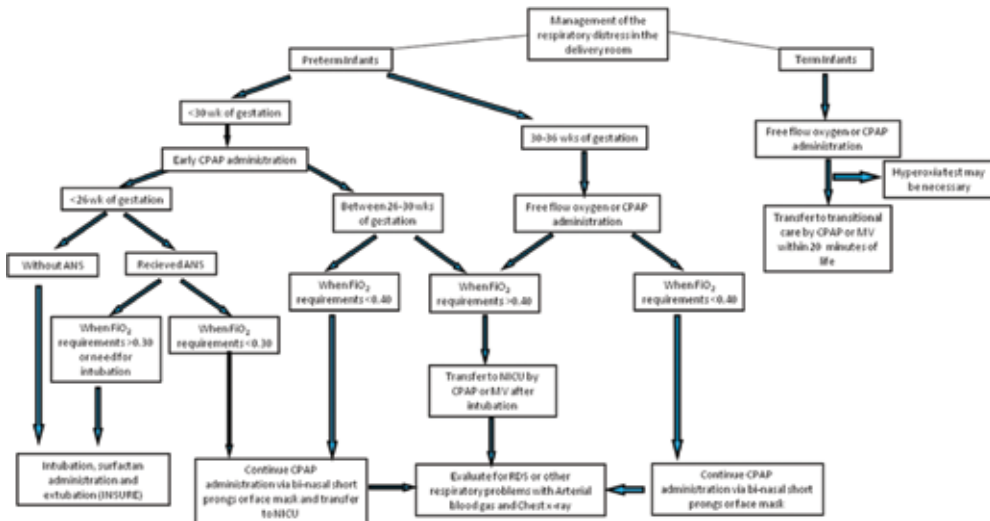 Management of the
respiratory distress in the
delivery room
Preterm Infants
Term Infants
<30 wk of gestation
30-36 wks of gestation
Free flow oxygen or CPAP
administration
Early CPAP administration
Hyperoxia test may
be necessary
<26 wk of gestation
Between 26-30 wks
of gestation
Free flow oxygen or CPAP
administration
Transfer to transitional
care by CPAP or MV
within 20 minutes of
life
Without ANS
Recieved ANS
When FiO2
requirements <0.40
When FiO2
requirements >0.40
When FiO2
requirements <0.40
When FiO2
requirements >0.30
or need for
intubation
When FiO2
requirements <0.30
Transfer to NICU by
CPAP or MV after
intubation
Intubation, surfactan
administration and
extubation (INSURE)
Continue CPAP
administration via bi-nasal short
prongs or face mask and transfer
to NICU
Evaluate for RDS or other
respiratory problems with Arterial
blood gas and Chest x-ray
Continue CPAP
administration via bi-nasal short
prongs or face mask